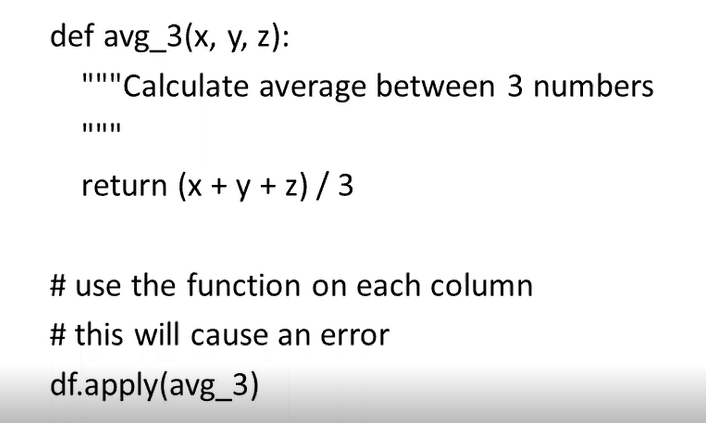 def avg_3(x, y, z):
"""Calculate average between 3 numbers
"""
return (x + y + z) / 3
# use the function on each column
# this will cause an error
df.apply(avg_3)